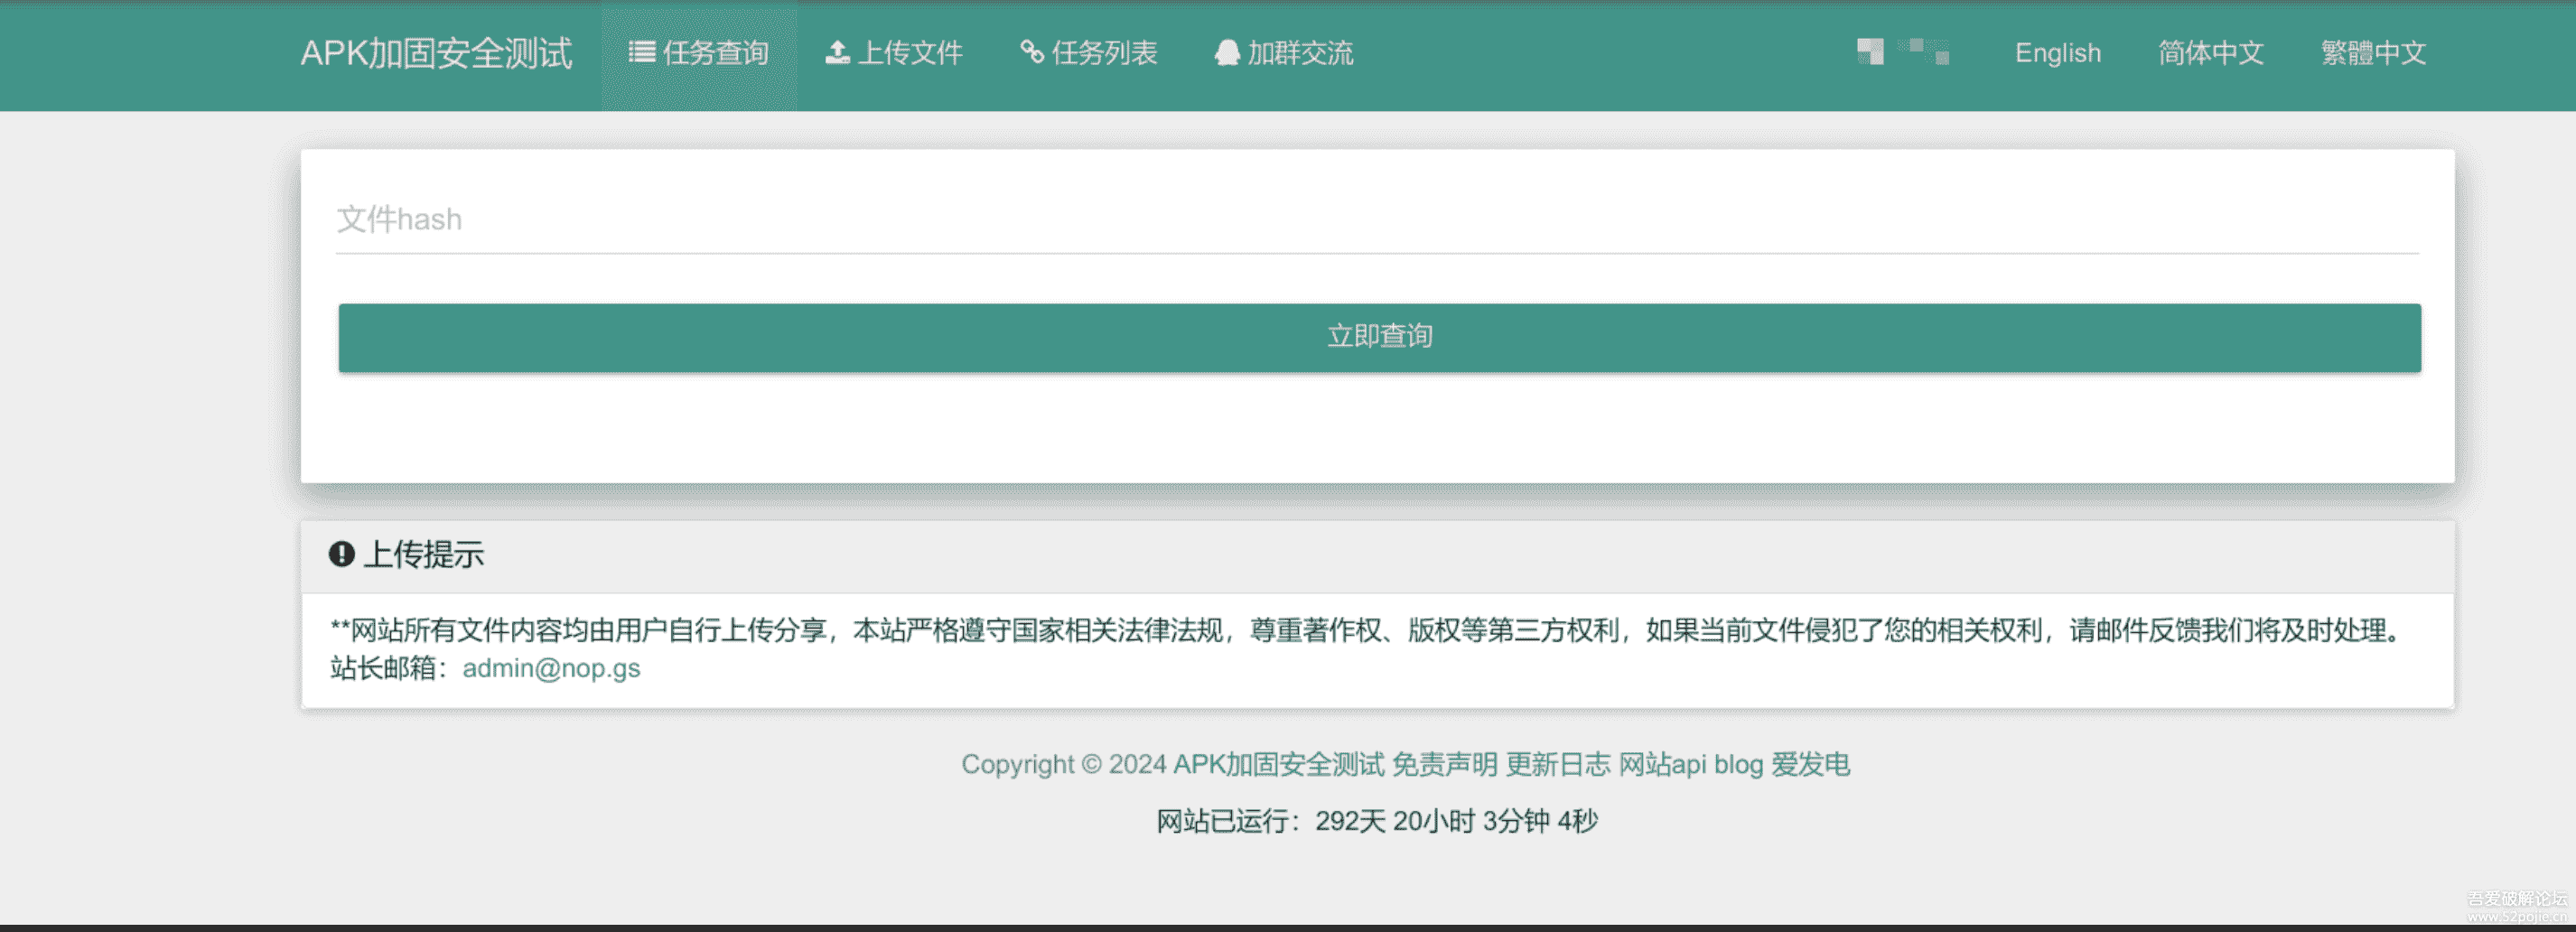 APK加固安全测试 任务查询 上传文件 任务列表 加群交流 English 简体中文 繁體中文
文件hash
立即查询
上传提示
**网站所有文件内容均由用户自行上传分享，本站严格遵守国家相关法律法规，尊重著作权、版权等第三方权利，如果当前文件侵犯了您的相关权利，请邮件反馈我们将及时处理。
站长邮箱：admin@nop.gs
Copyright © 2024 APK加固安全测试 免责声明 更新日志 网站api blog 爱发电
网站已运行：292天 20小时 3分钟 4秒
吾爱破解论坛
www.52pojie.cn